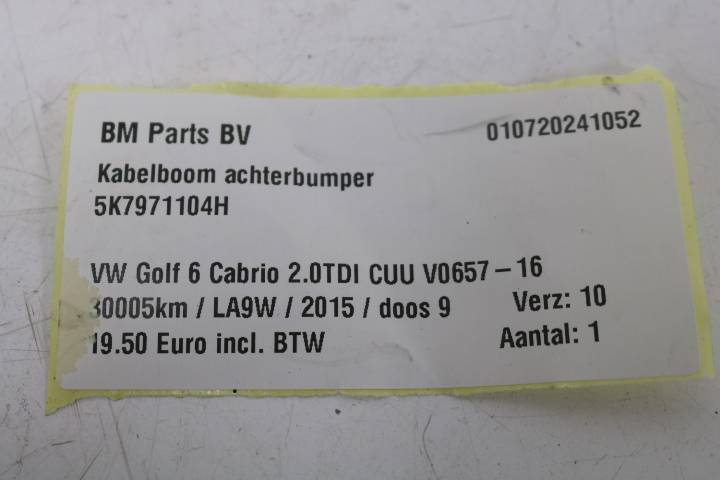 BM Parts BV 010720241052
Kabelboom achterbumper
5K7971104H
VW Golf 6 Cabrio 2.0TDI CUU V0657-16
30005km / LA9W / 2015 / doos 9 Verz: 10
19.50 Euro incl. BTW Aantal: 1